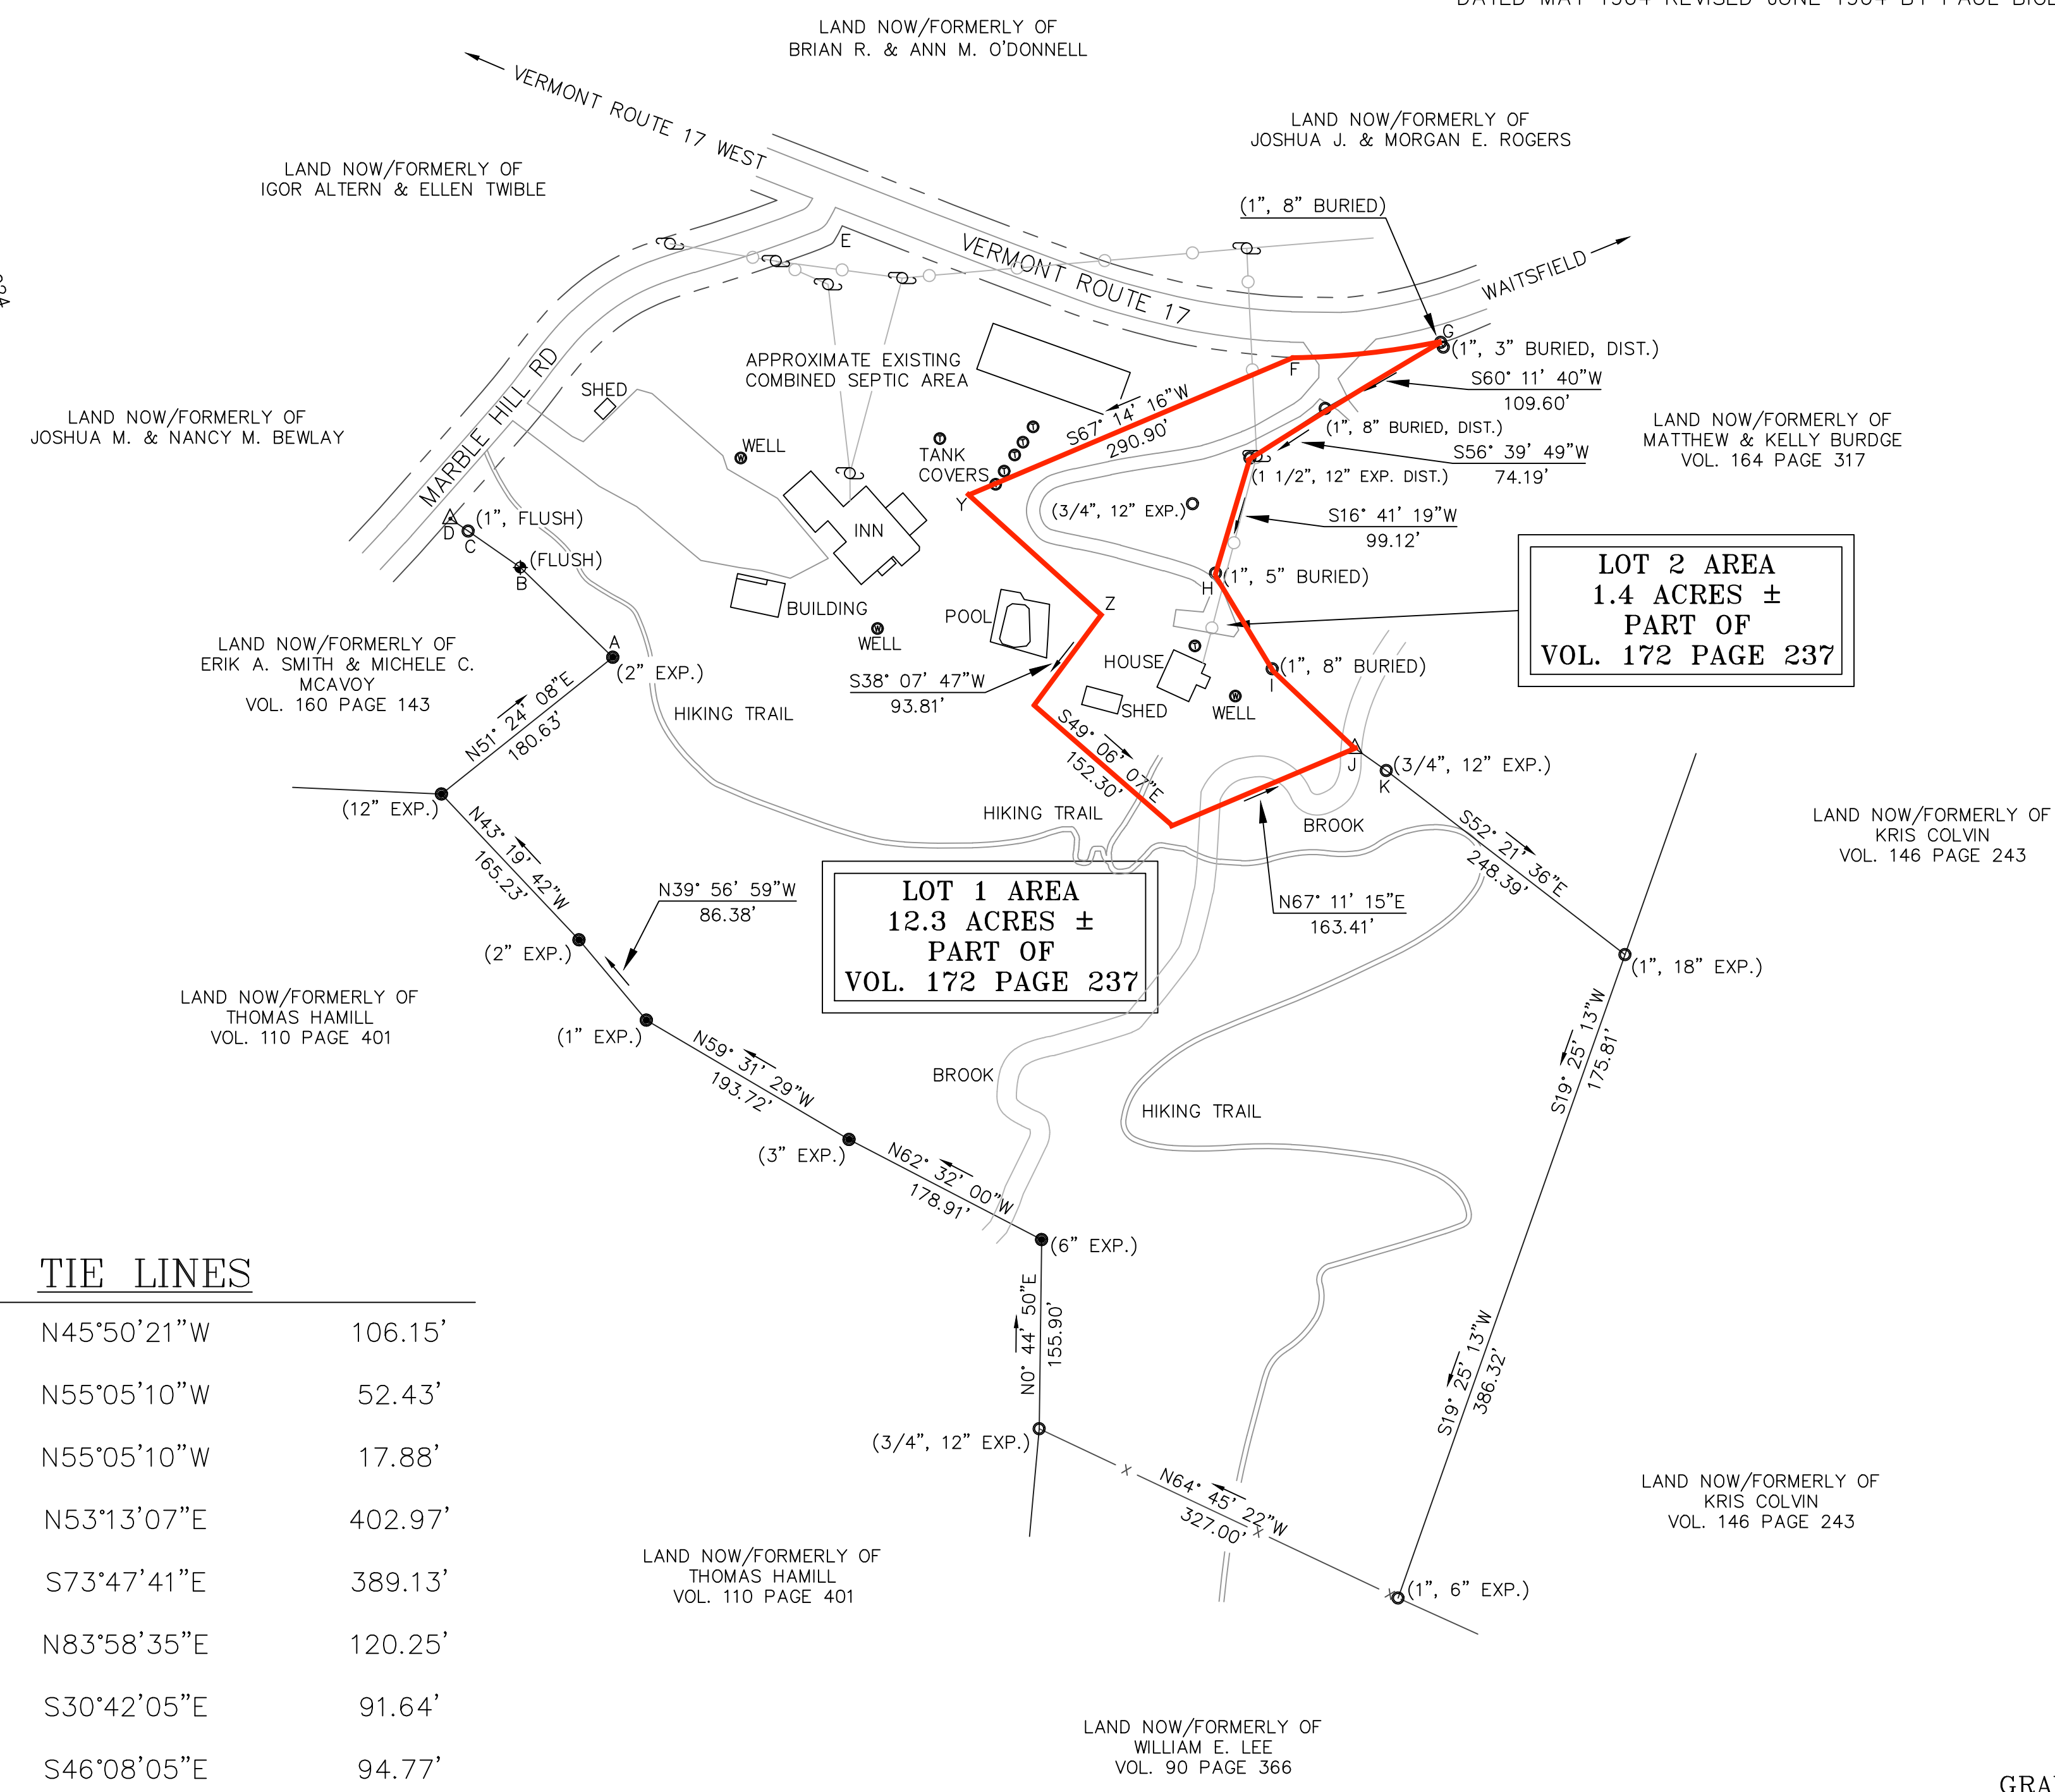 LAND NOW/FORMERLY OF
BRIAN R. & ANN M. O'DONNELL
VERMONT ROUTE 17 WEST
LAND NOW/FORMERLY OF
JOSHUA J. & MORGAN E. ROGERS
LAND NOW/FORMERLY OF
IGOR ALTERN & ELLEN TWIBLE
(1", 8" BURIED)
E
VERMONT ROUTE 17
WAITSFIELD
G
(1", 3" BURIED, DIST.)
F
S60° 11' 40"W
109.60'
APPROXIMATE EXISTING
COMBINED SEPTIC AREA
SHED
MARBLE HILL RD
S67° 14' 16"W
290.90'
LAND NOW/FORMERLY OF
JOSHUA M. & NANCY M. BEWLAY
LAND NOW/FORMERLY OF
MATTHEW & KELLY BURDGE
VOL. 164 PAGE 317
(1", 8" BURIED, DIST.)
S56° 39' 49"W
74.19'
W
WELL
T
T
T
T
T
T
TANK
COVERS
(1 1/2", 12" EXP. DIST.)
Y
(3/4", 12" EXP.)
S16° 41' 19"W
99.12'
(1", FLUSH)
D
C
INN
(FLUSH)
B
H
(1", 5" BURIED)
LOT 2 AREA
1.4 ACRES ±
PART OF
VOL. 172 PAGE 237
BUILDING
Z
POOL
W
WELL
A
(2" EXP.)
LAND NOW/FORMERLY OF
ERIK A. SMITH & MICHELE C.
MCAVOY
VOL. 160 PAGE 143
T
HOUSE
(1", 8" BURIED)
I
S38° 07' 47"W
93.81'
W
WELL
SHED
HIKING TRAIL
N51° 24' 08"E
180.63'
S49° 06' 07"E
152.30'
J
K
(3/4", 12" EXP.)
(12" EXP.)
HIKING TRAIL
BROOK
S52° 21' 36"E
248.39'
LAND NOW/FORMERLY OF
KRIS COLVIN
VOL. 146 PAGE 243
N43° 19' 42"W
165.23'
N39° 56' 59"W
86.38'
LOT 1 AREA
12.3 ACRES ±
PART OF
VOL. 172 PAGE 237
N67° 11' 15"E
163.41'
(2" EXP.)
(1", 18" EXP.)
LAND NOW/FORMERLY OF
THOMAS HAMILL
VOL. 110 PAGE 401
(1" EXP.)
S19° 25' 13"W
175.81'
N59° 31' 29"W
193.72'
BROOK
HIKING TRAIL
(3" EXP.)
N62° 32' 00"W
178.91'
(6" EXP.)
TIE LINES
N45°50'21"W 106.15'
N55°05'10"W 52.43'
N55°05'10"W 17.88'
N53°13'07"E 402.97'
S73°47'41"E 389.13'
N83°58'35"E 120.25'
S30°42'05"E 91.64'
S46°08'05"E 94.77'
N0° 44' 50"E
155.90'
S19° 25' 13"W
386.32'
(3/4", 12" EXP.)
x
N64° 45' 22"W
327.00'
x
x
(1", 6" EXP.)
LAND NOW/FORMERLY OF
KRIS COLVIN
VOL. 146 PAGE 243
LAND NOW/FORMERLY OF
THOMAS HAMILL
VOL. 110 PAGE 401
LAND NOW/FORMERLY OF
WILLIAM E. LEE
VOL. 90 PAGE 366